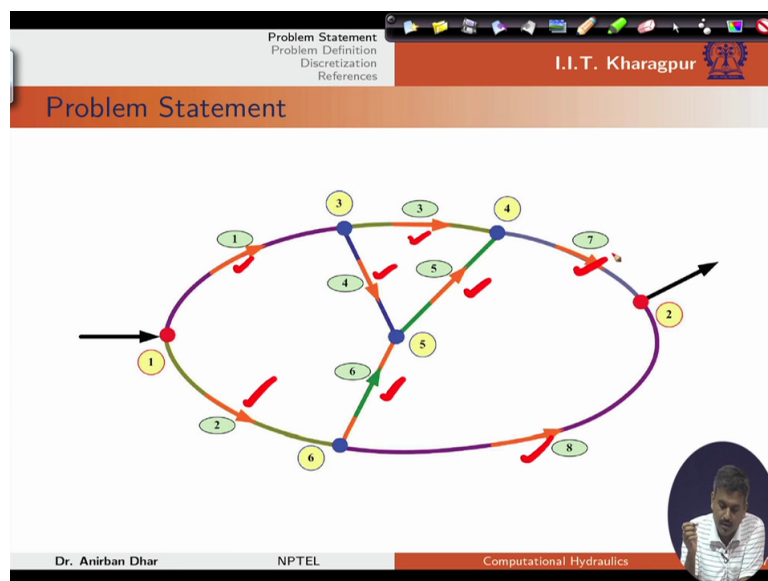 Problem Statement
Problem Definition
Discretization
References
I.I.T. Kharagpur
Problem Statement
3
3
4
1
7
4
5
2
1
5
6
2
6
8
Dr. Anirban Dhar
NPTEL
Computational Hydraulics